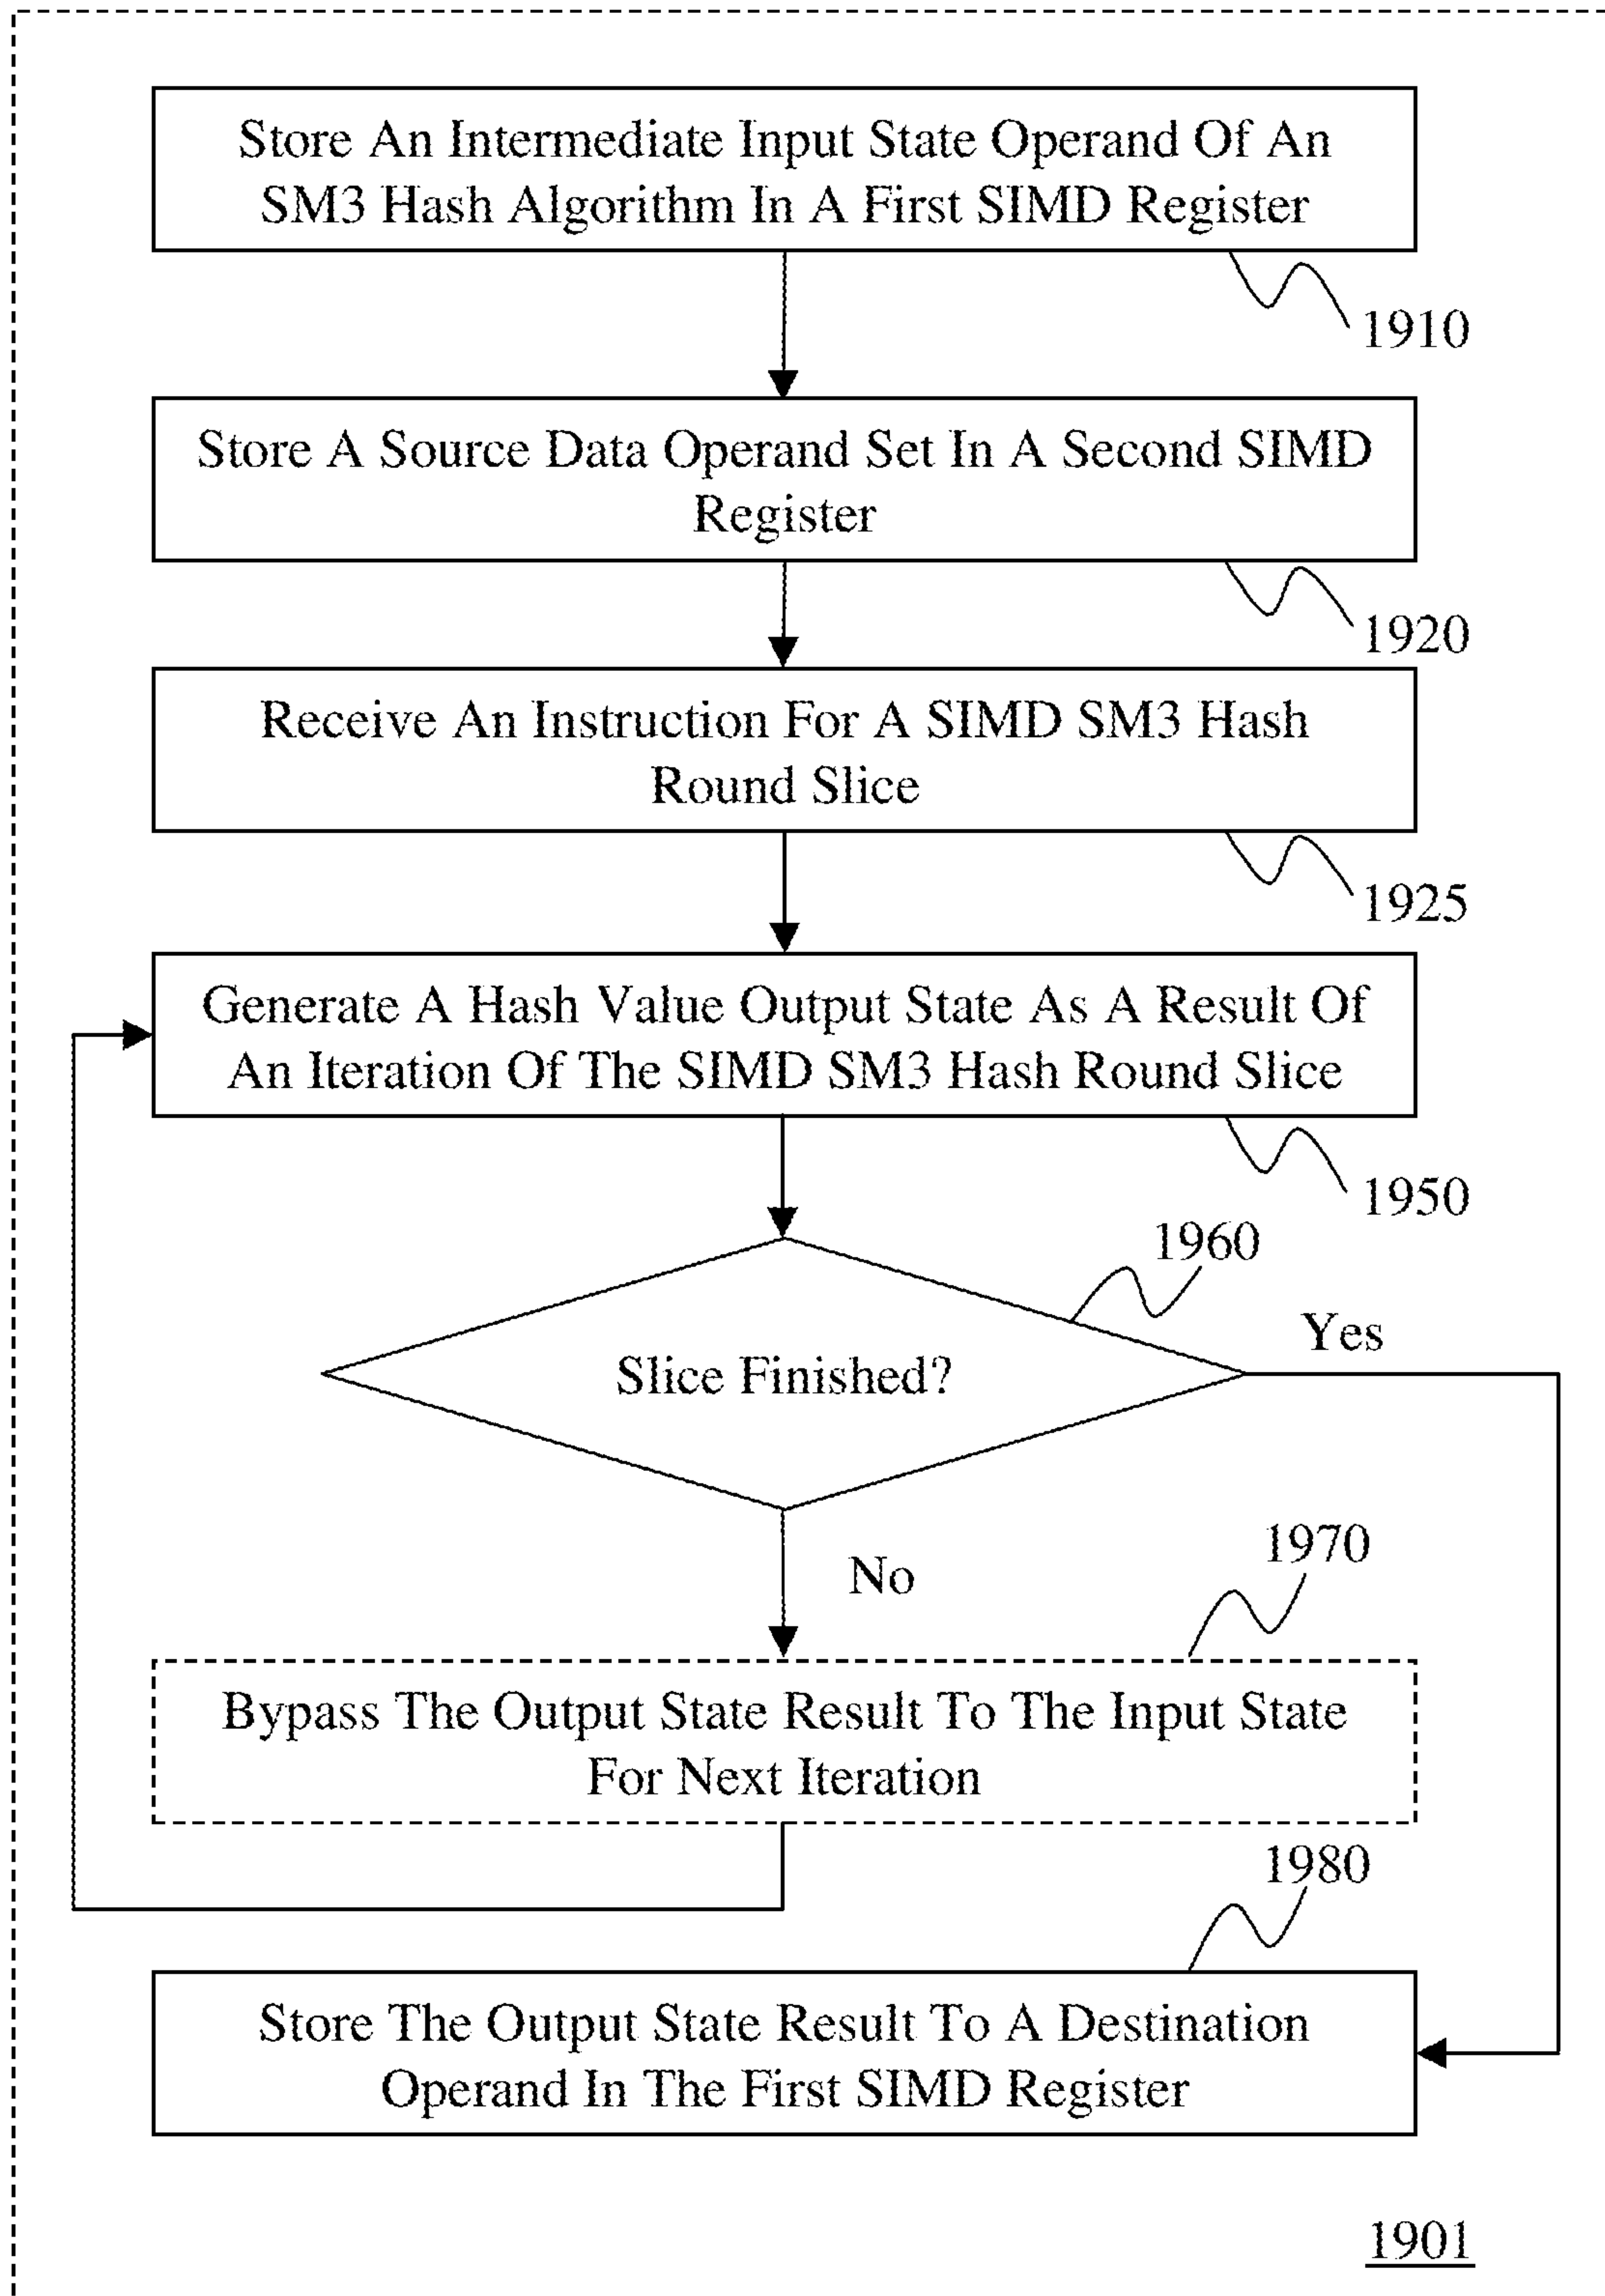 Store An Intermediate Input State Operand Of An
SM3 Hash Algorithm In A First SIMD Register
1910
Store A Source Data Operand Set In A Second SIMD
Register
1920
Receive An Instruction For A SIMD SM3 Hash
Round Slice
1925
Generate A Hash Value Output State As A Result Of
An Iteration Of The SIMD SM3 Hash Round Slice
1950
1960
Yes
Slice Finished?
No
1970
Bypass The Output State Result To The Input State
For Next Iteration
1980
Store The Output State Result To A Destination
Operand In The First SIMD Register
1901